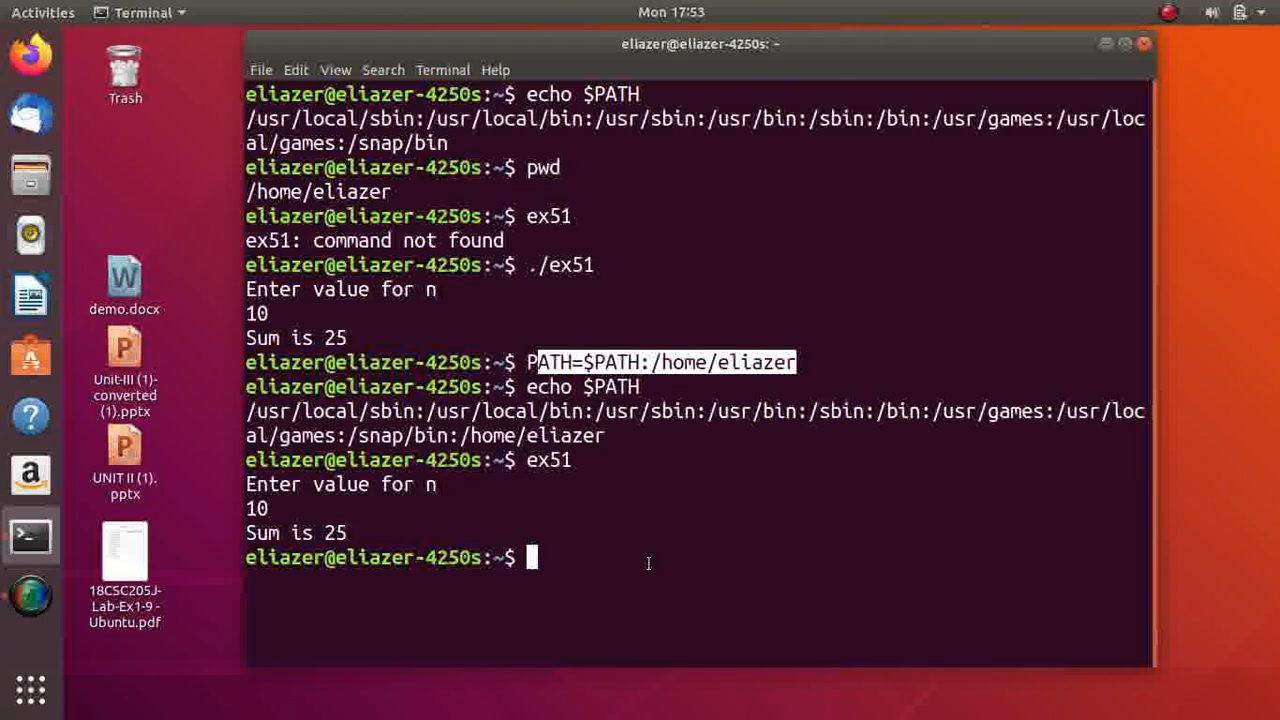 Activities
Terminal
Mon 17:53
eliazer@eliazer-4250s: ~
File Edit View Search Terminal Help
eliazer@eliazer-4250s:~$ echo $PATH
/usr/local/sbin:/usr/local/bin:/usr/sbin:/usr/bin:/sbin:/bin:/usr/games:/usr/loc
al/games:/snap/bin
eliazer@eliazer-4250s:~$ pwd
/home/eliazer
eliazer@eliazer-4250s:~$ ex51
ex51: command not found
eliazer@eliazer-4250s:~$ ./ex51
Enter value for n
10
Sum is 25
eliazer@eliazer-4250s:~$ PATH=$PATH:/home/eliazer
eliazer@eliazer-4250s:~$ echo $PATH
/usr/local/sbin:/usr/local/bin:/usr/sbin:/usr/bin:/sbin:/bin:/usr/games:/usr/loc
al/games:/snap/bin:/home/eliazer
eliazer@eliazer-4250s:~$ ex51
Enter value for n
10
Sum is 25
eliazer@eliazer-4250s:~$
Trash
W
demo.docx
P
Unit-III (1)-
converted
(1).pptx
P
UNIT II (1).
pptx
18CSC205J-
Lab-Ex1-9 -
Ubuntu.pdf